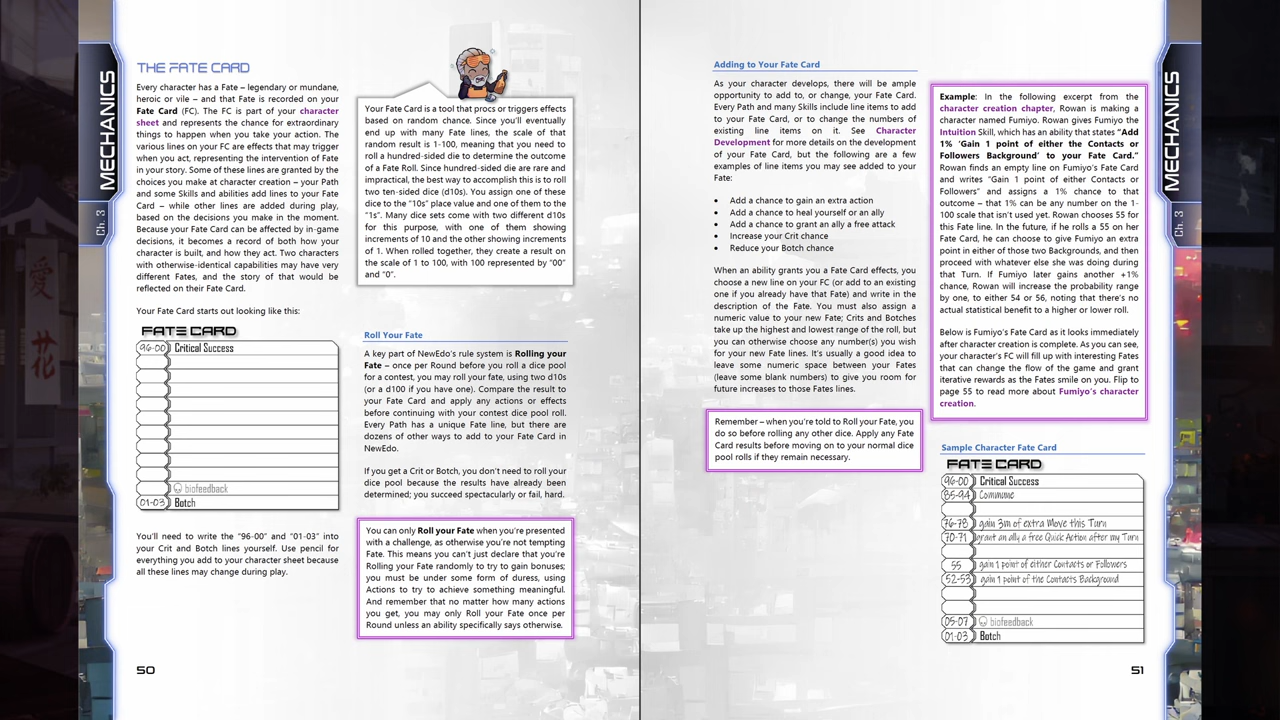 MECHANICS
Ch. 3
THE FATE CARD
Every character has a Fate – legendary or mundane,
heroic or vile – and that Fate is recorded on your
Fate Card (FC). The FC is part of your character
sheet and represents the chance for extraordinary
things to happen when you take your action. The
various lines on your FC are effects that may trigger
when you act, representing the intervention of Fate
in your story. Some of these lines are granted by the
choices you make at character creation – your Path
and some Skills and abilities add lines to your Fate
Card – while other lines are added during play,
based on the decisions you make in the moment.
Because your Fate Card can be affected by in-game
decisions, it becomes a record of both how your
character is built, and how they act. Two characters
with otherwise-identical capabilities may have very
different Fates, and the story of that would be
reflected on their Fate Card.
Your Fate Card starts out looking like this:
FATE CARD
96-00 Critical Success
biofeedback
01-03 Botch
You'll need to write the "96-00" and "01-03" into
your Crit and Botch lines yourself. Use pencil for
everything you add to your character sheet because
all these lines may change during play.
50
Your Fate Card is a tool that procs or triggers effects
based on random chance. Since you'll eventually
end up with many Fate lines, the scale of that
random result is 1-100, meaning that you need to
roll a hundred-sided die to determine the outcome
of a Fate Roll. Since hundred-sided die are rare and
impractical, the best way to accomplish this is to roll
two ten-sided dice (d10s). You assign one of these
dice to the "10s" place value and one of them to the
"1s". Many dice sets come with two different d10s
for this purpose, with one of them showing
increments of 10 and the other showing increments
of 1. When rolled together, they create a result on
the scale of 1 to 100, with 100 represented by "00"
and "0".
Roll Your Fate
A key part of NewEdo's rule system is Rolling your
Fate – once per Round before you roll a dice pool
for a contest, you may roll your fate, using two d10s
(or a d100 if you have one). Compare the result to
your Fate Card and apply any actions or effects
before continuing with your contest dice pool roll.
Every Path has a unique Fate line, but there are
dozens of other ways to add to your Fate Card in
NewEdo.
If you get a Crit or Botch, you don't need to roll your
dice pool because the results have already been
determined; you succeed spectacularly or fail, hard.
You can only Roll your Fate when you're presented
with a challenge, as otherwise you're not tempting
Fate. This means you can't just declare that you're
Rolling your Fate randomly to try to gain bonuses;
you must be under some form of duress, using
Actions to try to achieve something meaningful.
And remember that no matter how many actions
you get, you may only Roll your Fate once per
Round unless an ability specifically says otherwise.
Adding to Your Fate Card
As your character develops, there will be ample
opportunity to add to, or change, your Fate Card.
Every Path and many Skills include line items to add
to your Fate Card, or to change the numbers of
existing line items on it. See Character
Development for more details on the development
of your Fate Card, but the following are a few
examples of line items you may see added to your
Fate:
• Add a chance to gain an extra action
• Add a chance to heal yourself or an ally
• Add a chance to grant an ally a free attack
• Increase your Crit chance
• Reduce your Botch chance
When an ability grants you a Fate Card effects, you
choose a new line on your FC (or add to an existing
one if you already have that Fate) and write in the
description of the Fate. You must also assign a
numeric value to your new Fate; Crits and Botches
take up the highest and lowest range of the roll, but
you can otherwise choose any number(s) you wish
for your new Fate lines. It's usually a good idea to
leave some numeric space between your Fates
(leave some blank numbers) to give you room for
future increases to those Fates lines.
Remember – when you're told to Roll your Fate, you
do so before rolling any other dice. Apply any Fate
Card results before moving on to your normal dice
pool rolls if they remain necessary.
Example: In the following excerpt from the
character creation chapter, Rowan is making a
character named Fumiyo. Rowan gives Fumiyo the
Intuition Skill, which has an ability that states "Add
1% 'Gain 1 point of either the Contacts or
Followers Background' to your Fate Card."
Rowan finds an empty line on Fumiyo's Fate Card
and writes "Gain 1 point of either Contacts or
Followers" and assigns a 1% chance to that
outcome – that 1% can be any number on the 1-
100 scale that isn't used yet. Rowan chooses 55 for
this Fate line. In the future, if he rolls a 55 on her
Fate Card, he can choose to give Fumiyo an extra
point in either of those two Backgrounds, and then
proceed with whatever else she was doing during
that Turn. If Fumiyo later gains another +1%
chance, Rowan will increase the probability range
by one, to either 54 or 56, noting that there's no
actual statistical benefit to a higher or lower roll.
Below is Fumiyo's Fate Card as it looks immediately
after character creation is complete. As you can see,
your character's FC will fill up with interesting Fates
that can change the flow of the game and grant
iterative rewards as the Fates smile on you. Flip to
page 55 to read more about Fumiyo's character
creation.
Sample Character Fate Card
FATE CARD
96-00 Critical Success
85-94 Commune
76-78 gain 3m of extra Move this Turn
70-71 grant an ally a free Quick Action after my Turn
55 gain 1 point of either Contacts or Followers
52-53 gain 1 point of the Contacts Background
05-07 biofeedback
01-03 Botch
51
MECHANICS
Ch. 3
愛
花